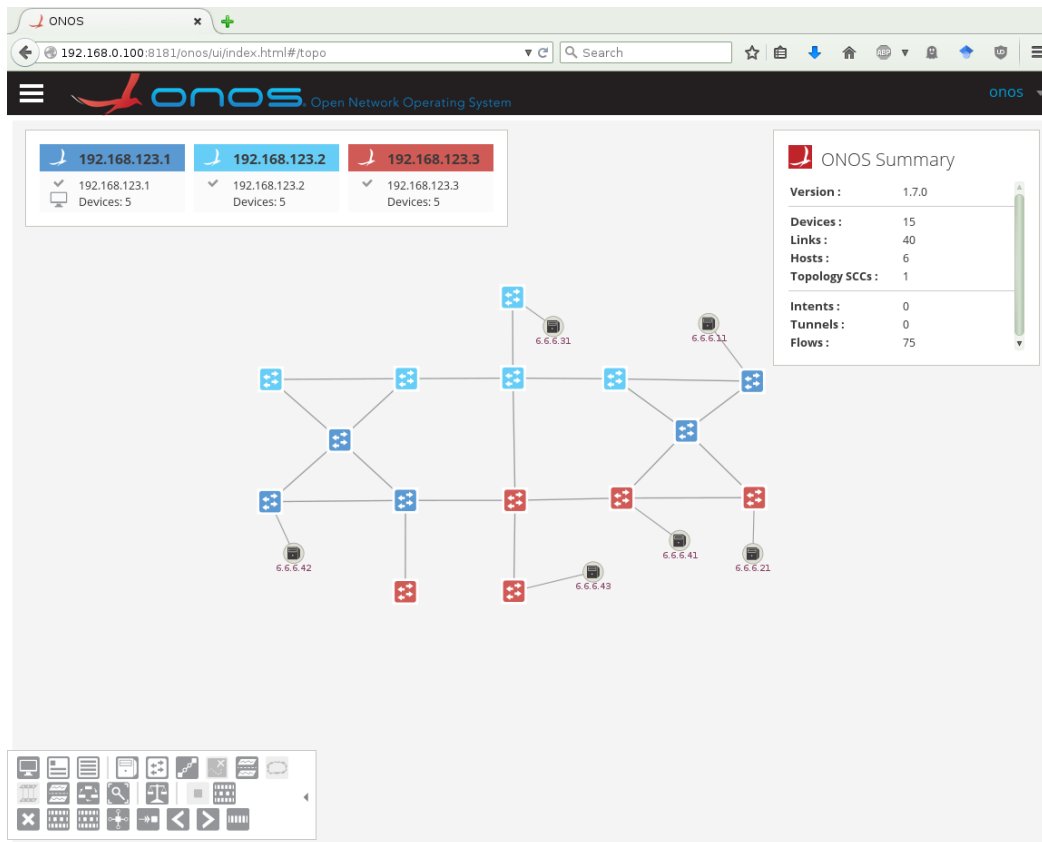 ONOS
192.168.0.100:8181/onos/ui/index.html#/topo
Search
ABP
UD
onos Open Network Operating System
onos
192.168.123.1
192.168.123.1
Devices: 5
192.168.123.2
192.168.123.2
Devices: 5
192.168.123.3
192.168.123.3
Devices: 5
ONOS Summary
Version : 1.7.0
Devices : 15
Links : 40
Hosts : 6
Topology SCCs : 1
Intents : 0
Tunnels : 0
Flows : 75
6.6.6.31
6.6.6.11
6.6.6.42
6.6.6.41
6.6.6.21
6.6.6.43